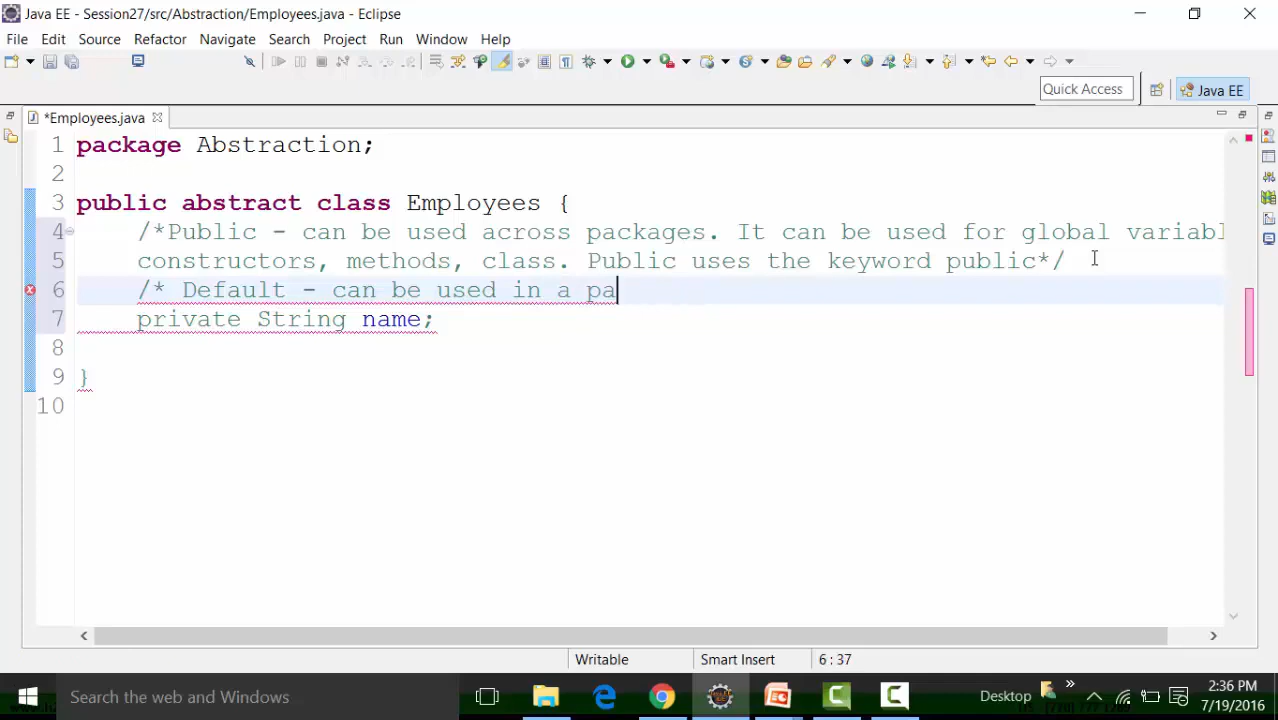 Java EE - Session27/src/Abstraction/Employees.java - Eclipse
File Edit Source Refactor Navigate Search Project Run Window Help
Quick Access
Java EE
*Employees.java
1 package Abstraction;
2
3 public abstract class Employees {
4 /*Public - can be used across packages. It can be used for global variabl
5 constructors, methods, class. Public uses the keyword public*/
6 /* Default - can be used in a pa
7 private String name;
8
9 }
10
Writable Smart Insert 6 : 37
Search the web and Windows
Desktop
2:36 PM
7/19/2016